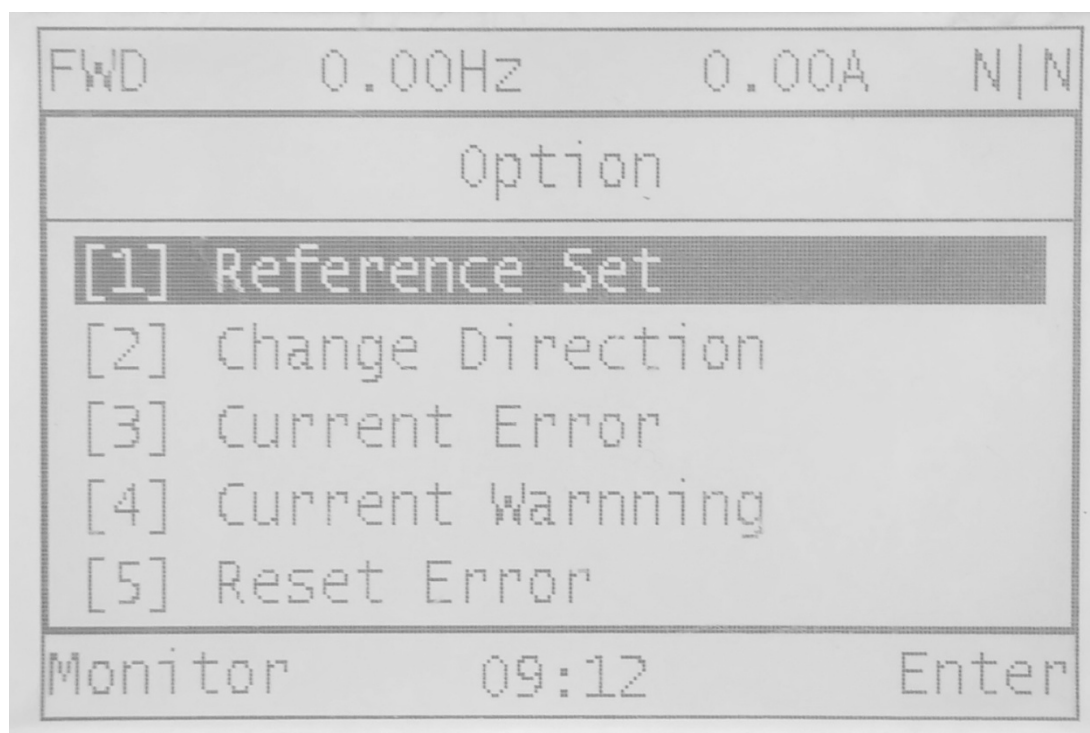 FWD 0.00Hz 0.00A N|N
Option
[1] Reference Set
[2] Change Direction
[3] Current Error
[4] Current Warnning
[5] Reset Error
Monitor 09:12 Enter